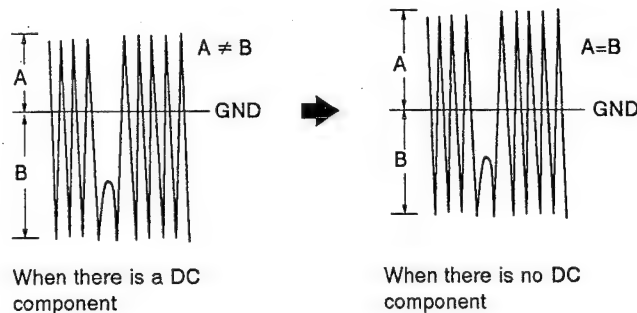 A ≠ B
A
GND
B
When there is a DC
component
A=B
A
GND
B
When there is no DC
component